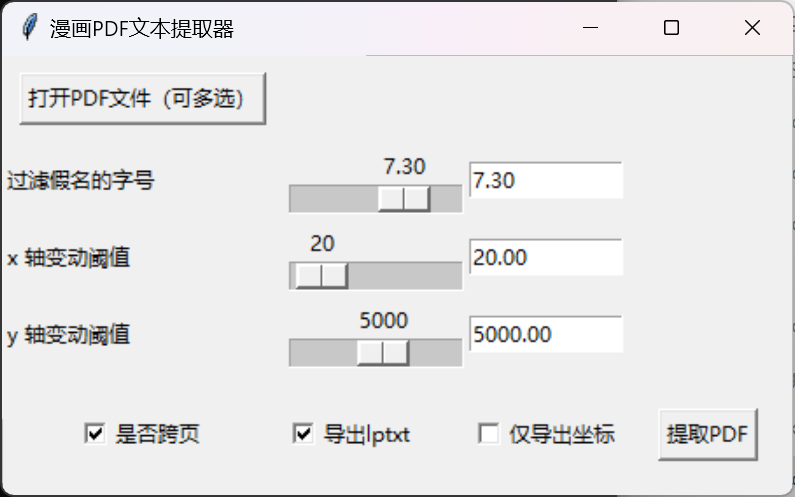 漫画PDF文本提取器
打开PDF文件（可多选）
7.30
过滤假名的字号 7.30
20
x 轴变动阈值 20.00
5000
y 轴变动阈值 5000.00
是否跨页 导出lptxt 仅导出坐标 提取PDF